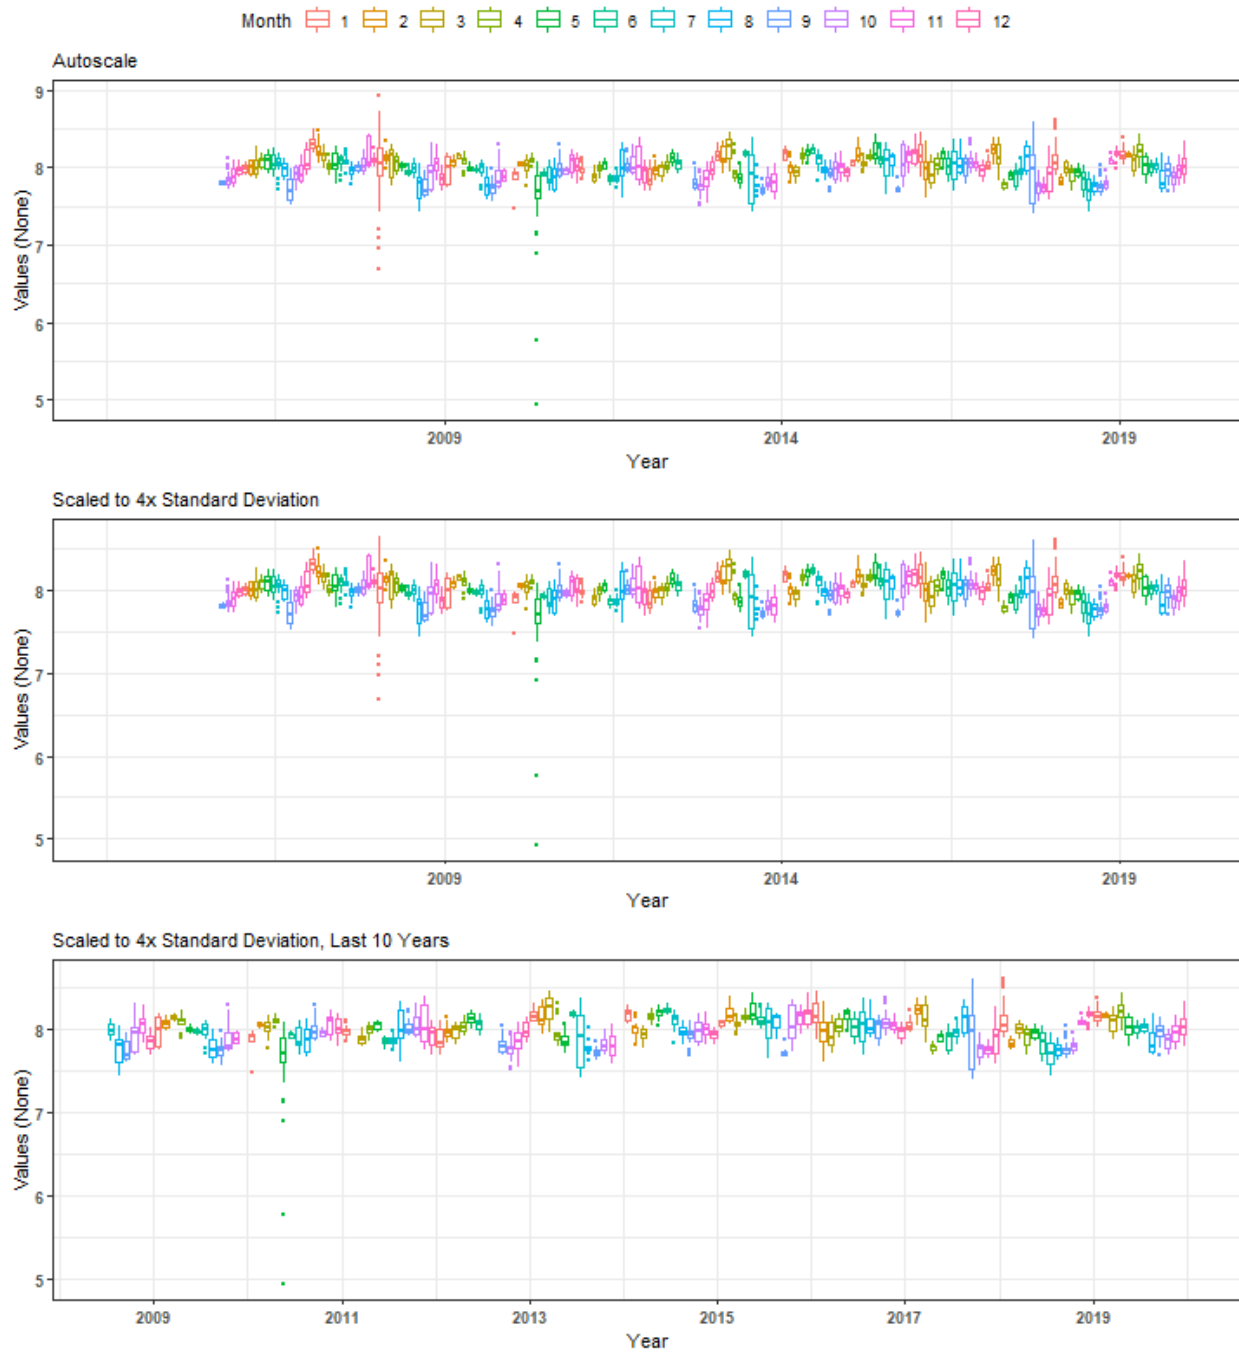 Month 1 2 3 4 5 6 7 8 9 10 11 12
Autoscale
9
8
7
6
5
Values (None)
2009 2014 2019
Year
Scaled to 4x Standard Deviation
8
7
6
5
Values (None)
2009 2014 2019
Year
Scaled to 4x Standard Deviation, Last 10 Years
8
7
6
5
Values (None)
2009 2011 2013 2015 2017 2019
Year